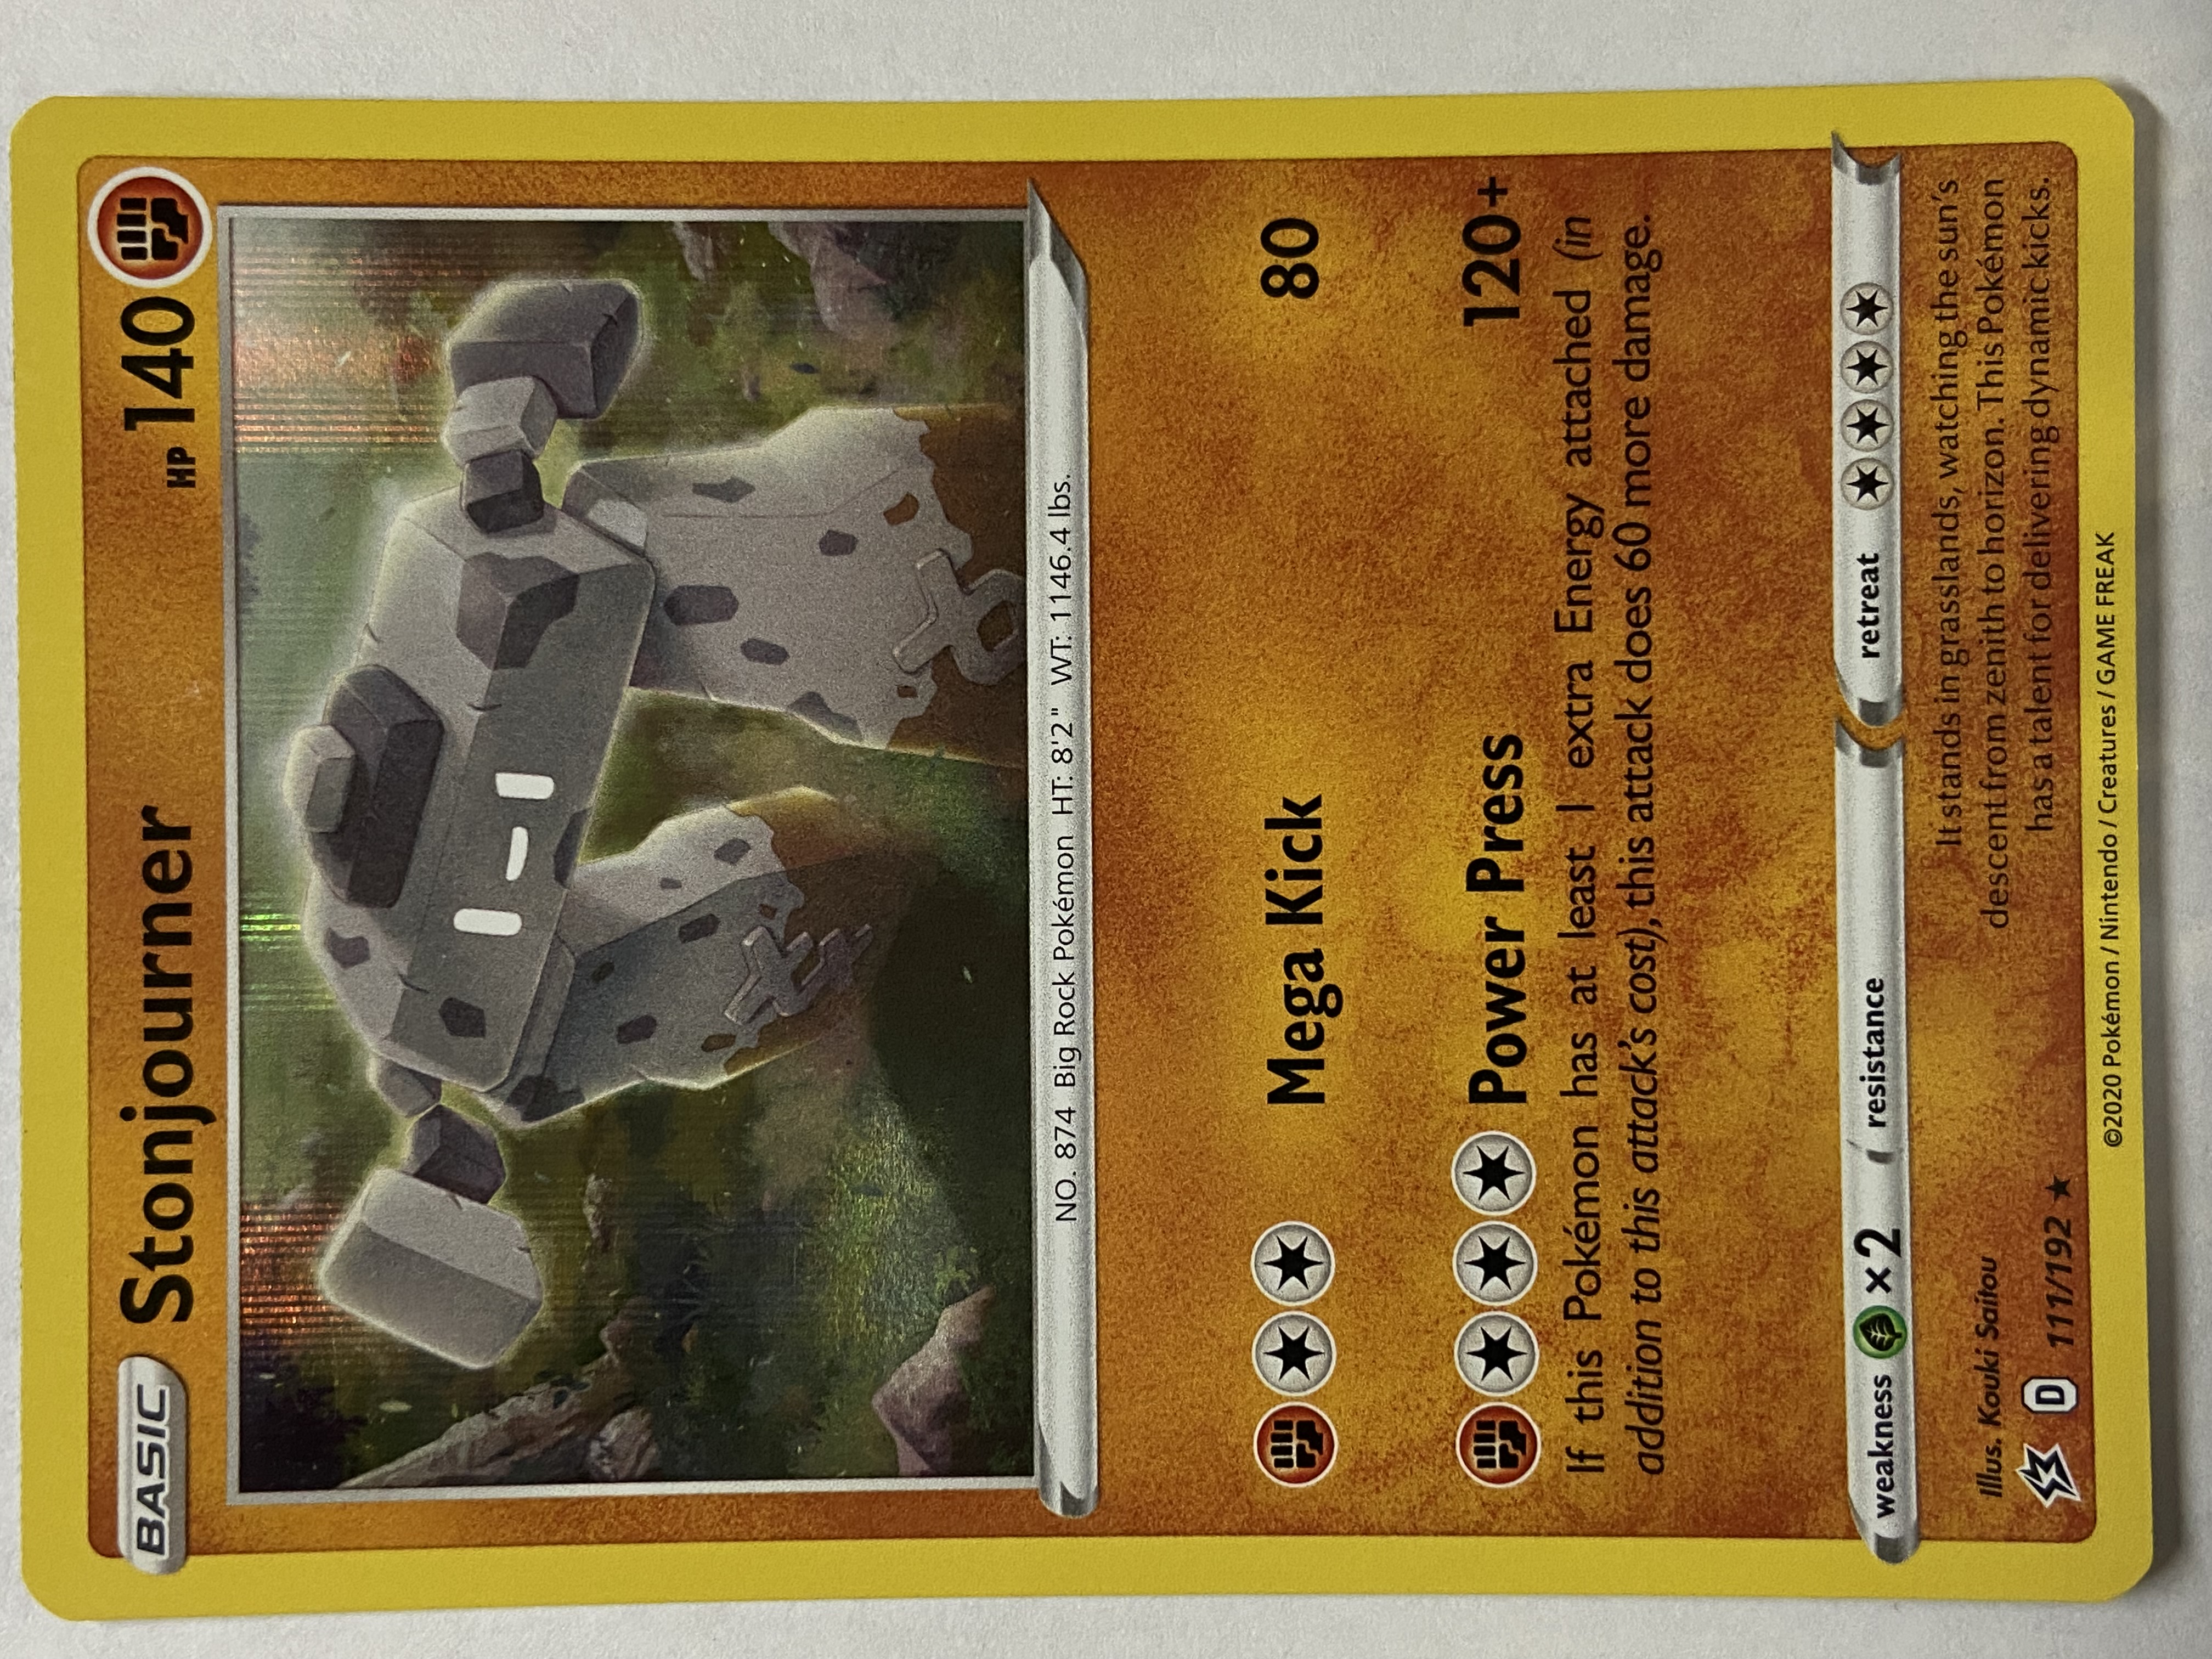 BASIC Stonjourner HP 140
NO. 874 Big Rock Pokémon HT: 8'2" WT: 1146.4 lbs.
Mega Kick 80
Power Press 120+
If this Pokémon has at least 1 extra Energy attached (in
addition to this attack's cost), this attack does 60 more damage.
weakness ×2 resistance retreat
It stands in grasslands, watching the sun's
descent from zenith to horizon. This Pokémon
has a talent for delivering dynamic kicks.
Illus. Kouki Saitou
D 111/192 ★
©2020 Pokémon / Nintendo / Creatures / GAME FREAK